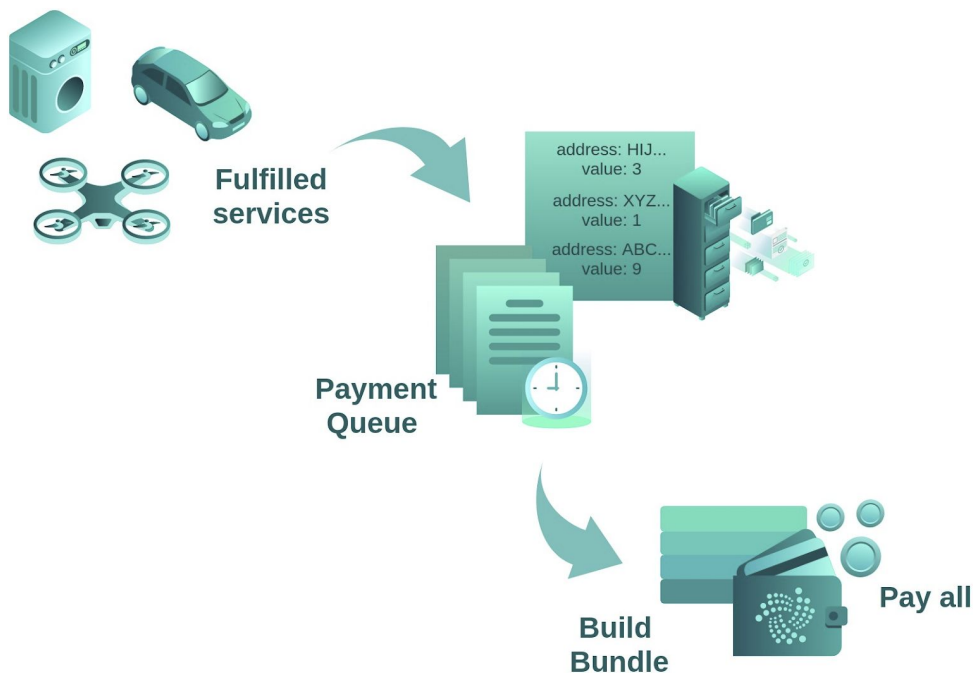 Fulfilled
services
address: HIJ...
value: 3
address: XYZ...
value: 1
address: ABC...
value: 9
Payment
Queue
Build
Bundle
Pay all